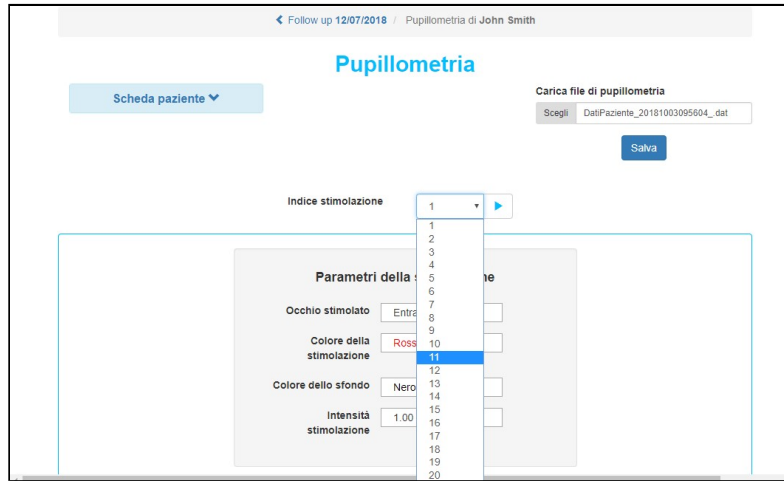 Follow up 12/07/2018 / Pupillometria di John Smith
Pupillometria
Scheda paziente
Carica file di pupillometria
Scegli DatiPaziente_20181003095604_.dat
Salva
Indice stimolazione 1
1
2
3
4
Parametri della
5
6
7
Occhio stimolato
8
9
Colore della stimolazione
10
11
12
Colore dello sfondo Nero
13
14
15
Intensità stimolazione 1.00
16
17
18
19
20